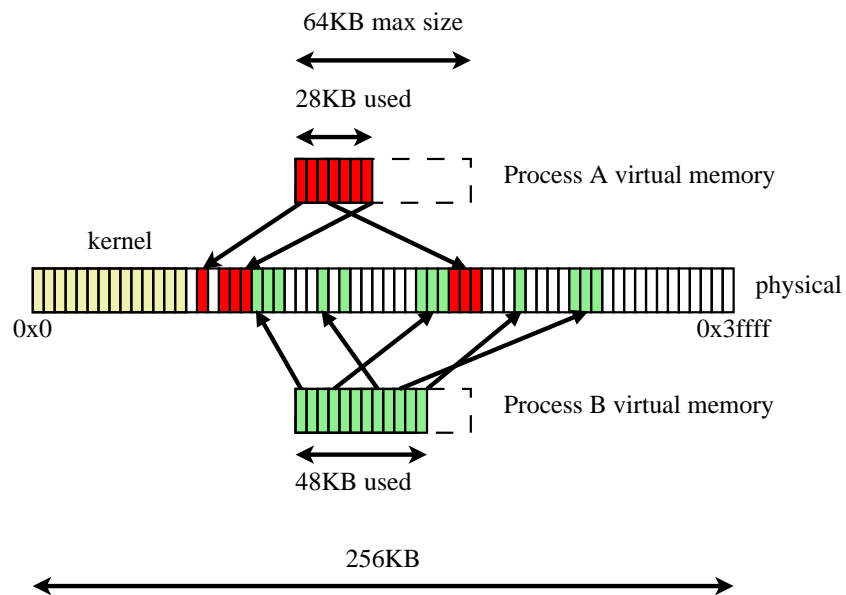 64KB max size
28KB used
Process A virtual memory
kernel
physical
0x0
0x3ffff
Process B virtual memory
48KB used
256KB